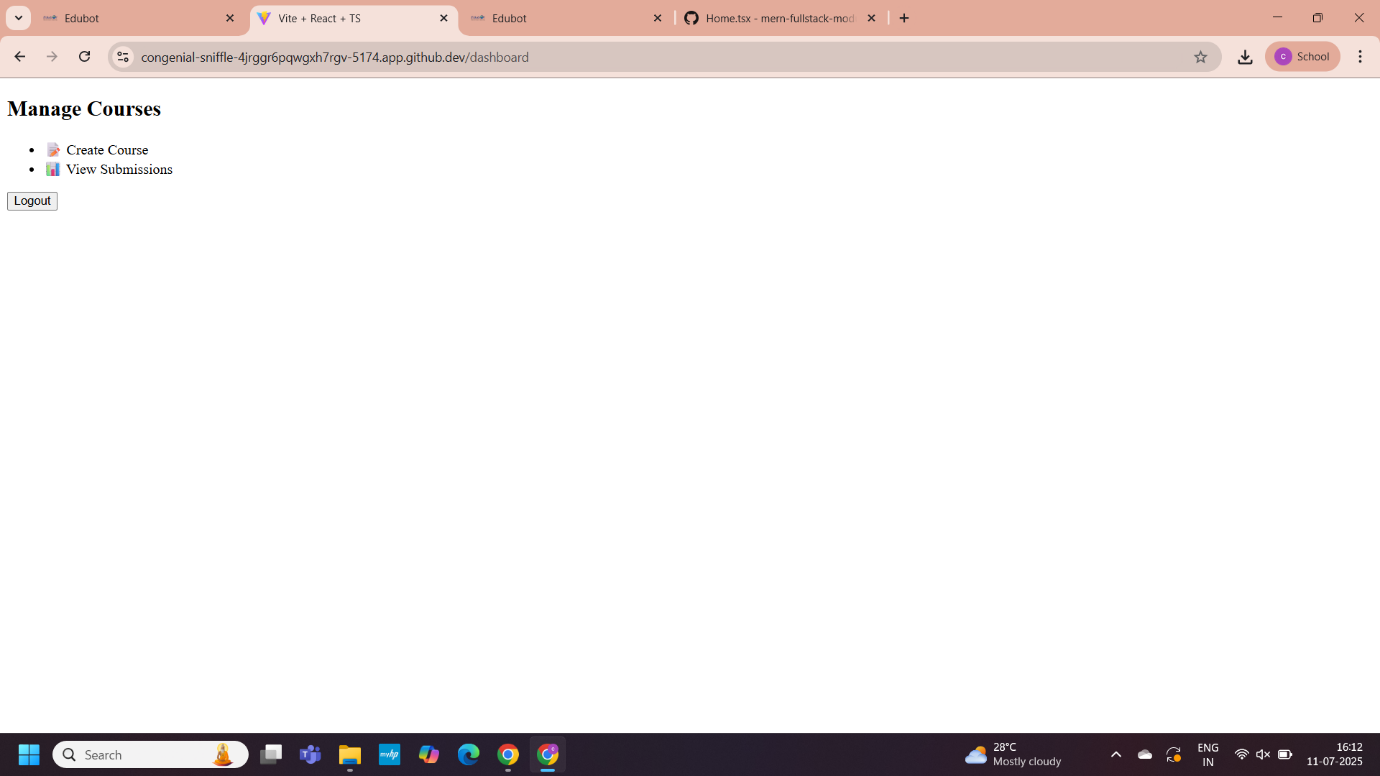 Edubot
Vite + React + TS
Edubot
Home.tsx - mern-fullstack-mod
congenial-sniffle-4jrggr6pqwgxh7rgv-5174.app.github.dev/dashboard
C
School
Manage Courses
📝 Create Course
📊 View Submissions
Logout
Search
myhp
28°C
Mostly cloudy
ENG
IN
16:12
11-07-2025